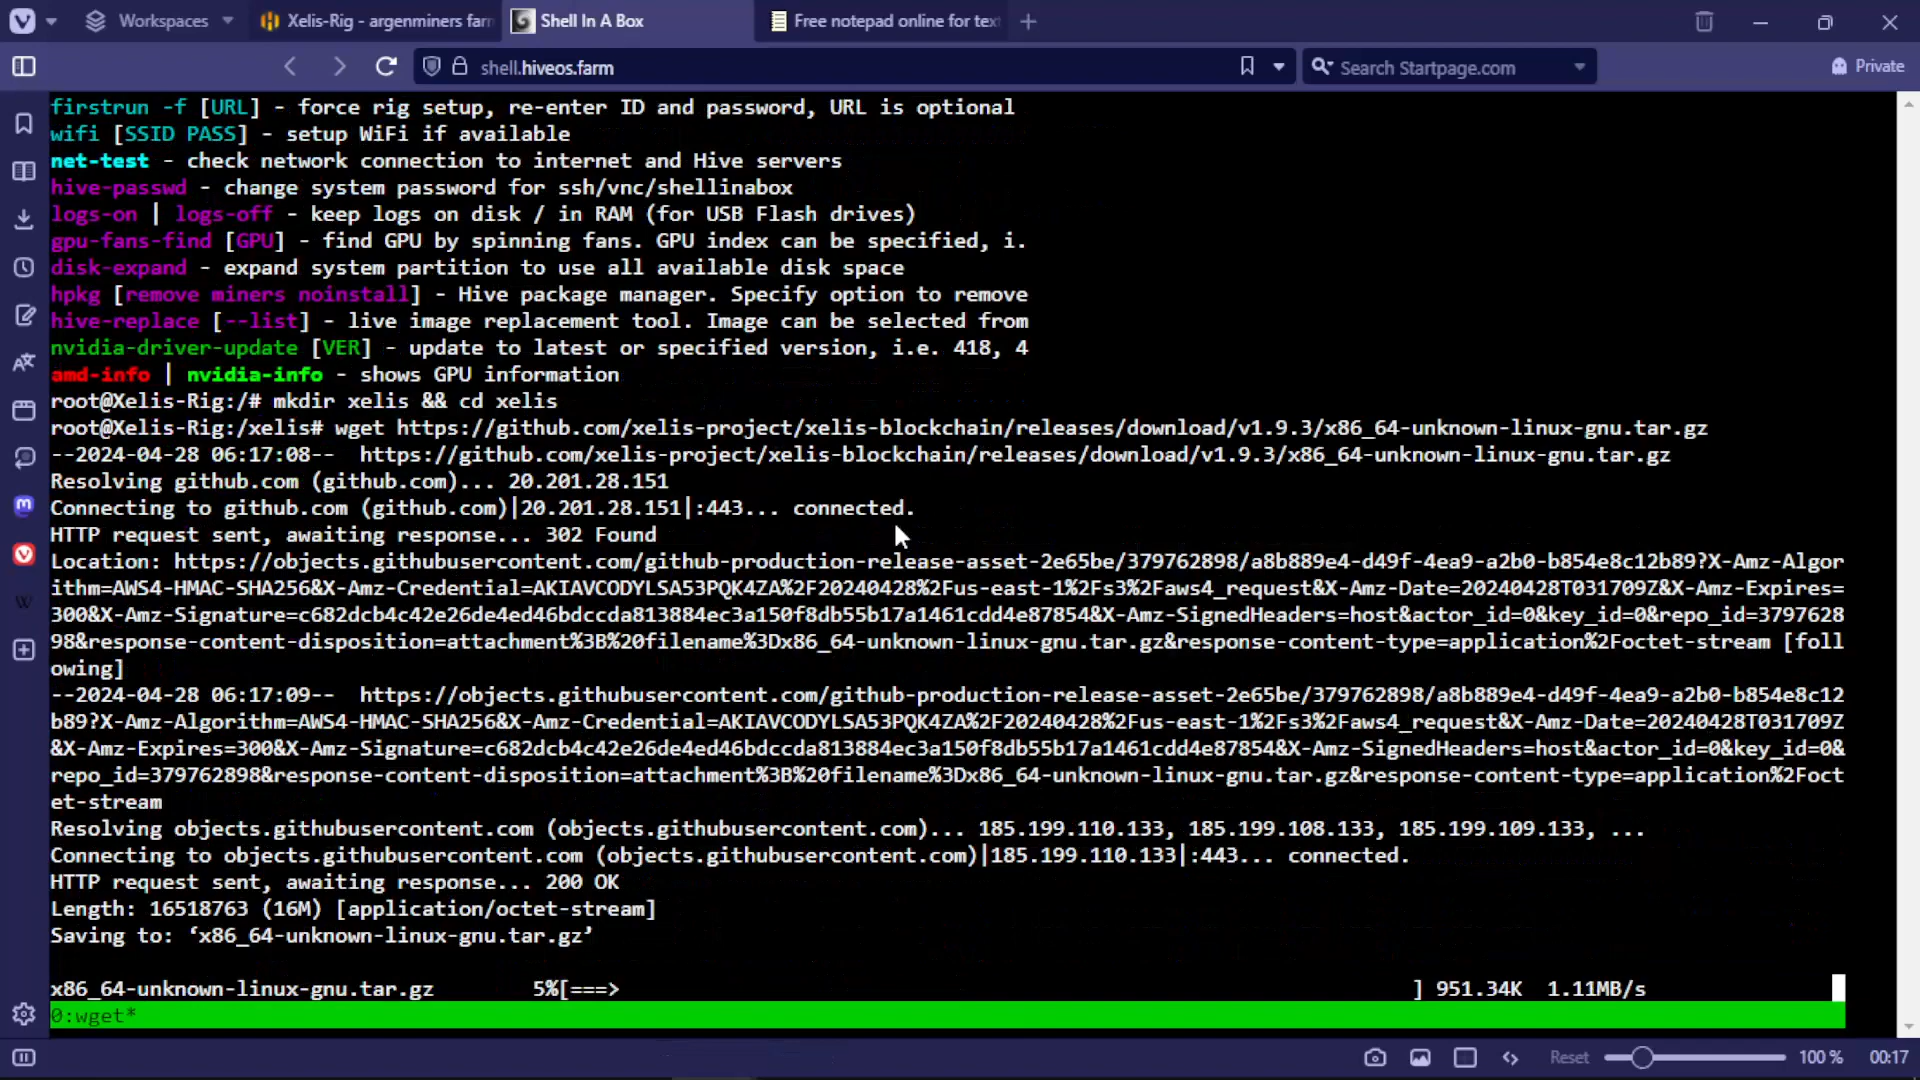 Workspaces
Xelis-Rig - argenminers farm
Shell In A Box
Free notepad online for text
shell.hiveos.farm
Search Startpage.com
Private
firstrun -f [URL] - force rig setup, re-enter ID and password, URL is optional
wifi [SSID PASS] - setup WiFi if available
net-test - check network connection to internet and Hive servers
hive-passwd - change system password for ssh/vnc/shellinabox
logs-on | logs-off - keep logs on disk / in RAM (for USB Flash drives)
gpu-fans-find [GPU] - find GPU by spinning fans. GPU index can be specified, i.
disk-expand - expand system partition to use all available disk space
hpkg [remove miners noinstall] - Hive package manager. Specify option to remove
hive-replace [--list] - live image replacement tool. Image can be selected from
nvidia-driver-update [VER] - update to latest or specified version, i.e. 418, 4
amd-info | nvidia-info - shows GPU information
root@Xelis-Rig:/# mkdir xelis && cd xelis
root@Xelis-Rig:/xelis# wget https://github.com/xelis-project/xelis-blockchain/releases/download/v1.9.3/x86_64-unknown-linux-gnu.tar.gz
--2024-04-28 06:17:08--  https://github.com/xelis-project/xelis-blockchain/releases/download/v1.9.3/x86_64-unknown-linux-gnu.tar.gz
Resolving github.com (github.com)... 20.201.28.151
Connecting to github.com (github.com)|20.201.28.151|:443... connected.
HTTP request sent, awaiting response... 302 Found
Location: https://objects.githubusercontent.com/github-production-release-asset-2e65be/379762898/a8b889e4-d49f-4ea9-a2b0-b854e8c12b89?X-Amz-Algor
ithm=AWS4-HMAC-SHA256&X-Amz-Credential=AKIAVCODYLSA53PQK4ZA%2F20240428%2Fus-east-1%2Fs3%2Faws4_request&X-Amz-Date=20240428T031709Z&X-Amz-Expires=
300&X-Amz-Signature=c682dcb4c42e26de4ed46bdccda813884ec3a150f8db55b17a1461cdd4e87854&X-Amz-SignedHeaders=host&actor_id=0&key_id=0&repo_id=3797628
98&response-content-disposition=attachment%3B%20filename%3Dx86_64-unknown-linux-gnu.tar.gz&response-content-type=application%2Foctet-stream [foll
owing]
--2024-04-28 06:17:09--  https://objects.githubusercontent.com/github-production-release-asset-2e65be/379762898/a8b889e4-d49f-4ea9-a2b0-b854e8c12
b89?X-Amz-Algorithm=AWS4-HMAC-SHA256&X-Amz-Credential=AKIAVCODYLSA53PQK4ZA%2F20240428%2Fus-east-1%2Fs3%2Faws4_request&X-Amz-Date=20240428T031709Z
&X-Amz-Expires=300&X-Amz-Signature=c682dcb4c42e26de4ed46bdccda813884ec3a150f8db55b17a1461cdd4e87854&X-Amz-SignedHeaders=host&actor_id=0&key_id=0&
repo_id=379762898&response-content-disposition=attachment%3B%20filename%3Dx86_64-unknown-linux-gnu.tar.gz&response-content-type=application%2Foct
et-stream
Resolving objects.githubusercontent.com (objects.githubusercontent.com)... 185.199.110.133, 185.199.108.133, 185.199.109.133, ...
Connecting to objects.githubusercontent.com (objects.githubusercontent.com)|185.199.110.133|:443... connected.
HTTP request sent, awaiting response... 200 OK
Length: 16518763 (16M) [application/octet-stream]
Saving to: ‘x86_64-unknown-linux-gnu.tar.gz’
x86_64-unknown-linux-gnu.tar.gz        5%[===>                                                                ] 951.34K  1.11MB/s
0:wget*
Reset
100 %
00:17